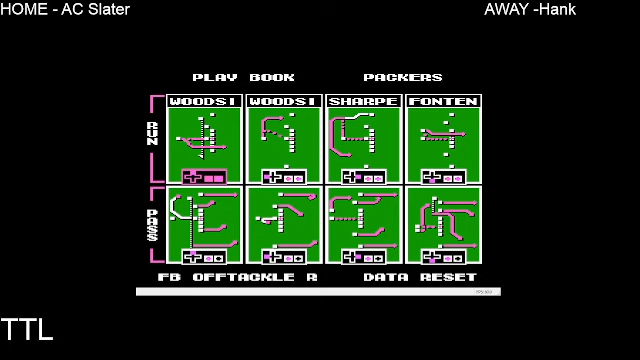 HOME - AC Slater
AWAY -Hank
PLAY BOOK
PACKERS
WOODS1
WOODS1
SHARPE
FONTEN
RUN
PASS
FB OFFTACKLE R
DATA RESET
TTL